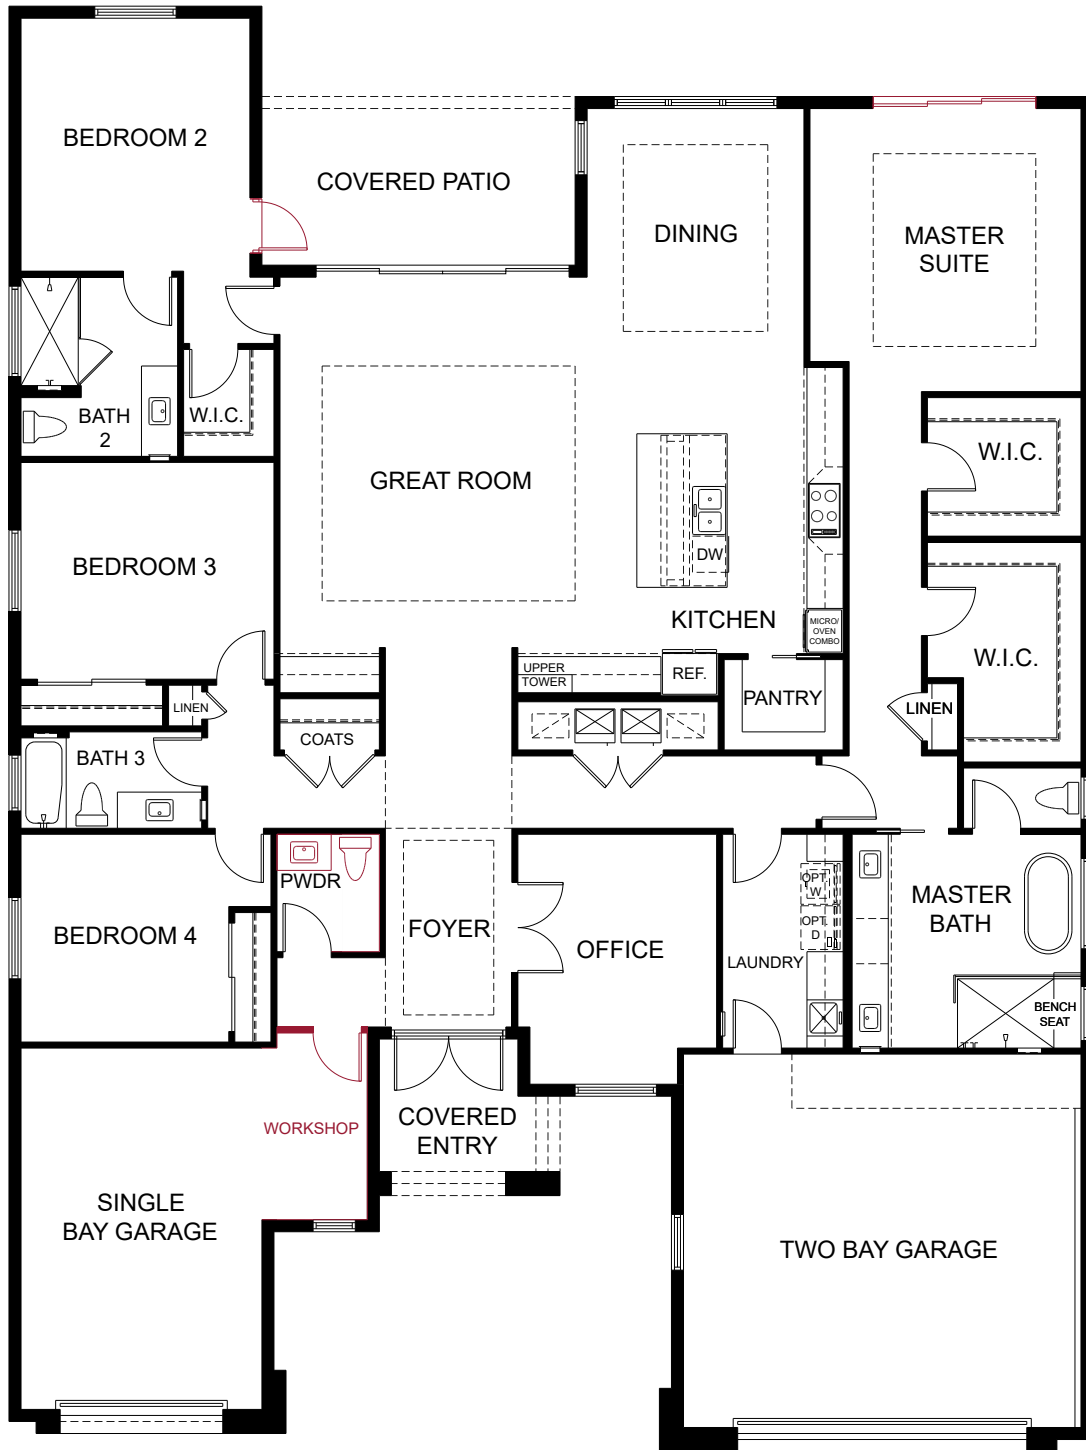 BEDROOM 2
COVERED PATIO
DINING
MASTER
SUITE
BATH
2
W.I.C.
W.I.C.
GREAT ROOM
DW
BEDROOM 3
KITCHEN
MICRO/
OVEN
COMBO
W.I.C.
UPPER
TOWER
REF.
PANTRY
LINEN
LINEN
COATS
BATH 3
PWDR
FOYER
OPT.
W
OPT.
D
MASTER
BATH
BEDROOM 4
OFFICE
LAUNDRY
BENCH
SEAT
WORKSHOP
COVERED
ENTRY
SINGLE
BAY GARAGE
TWO BAY GARAGE